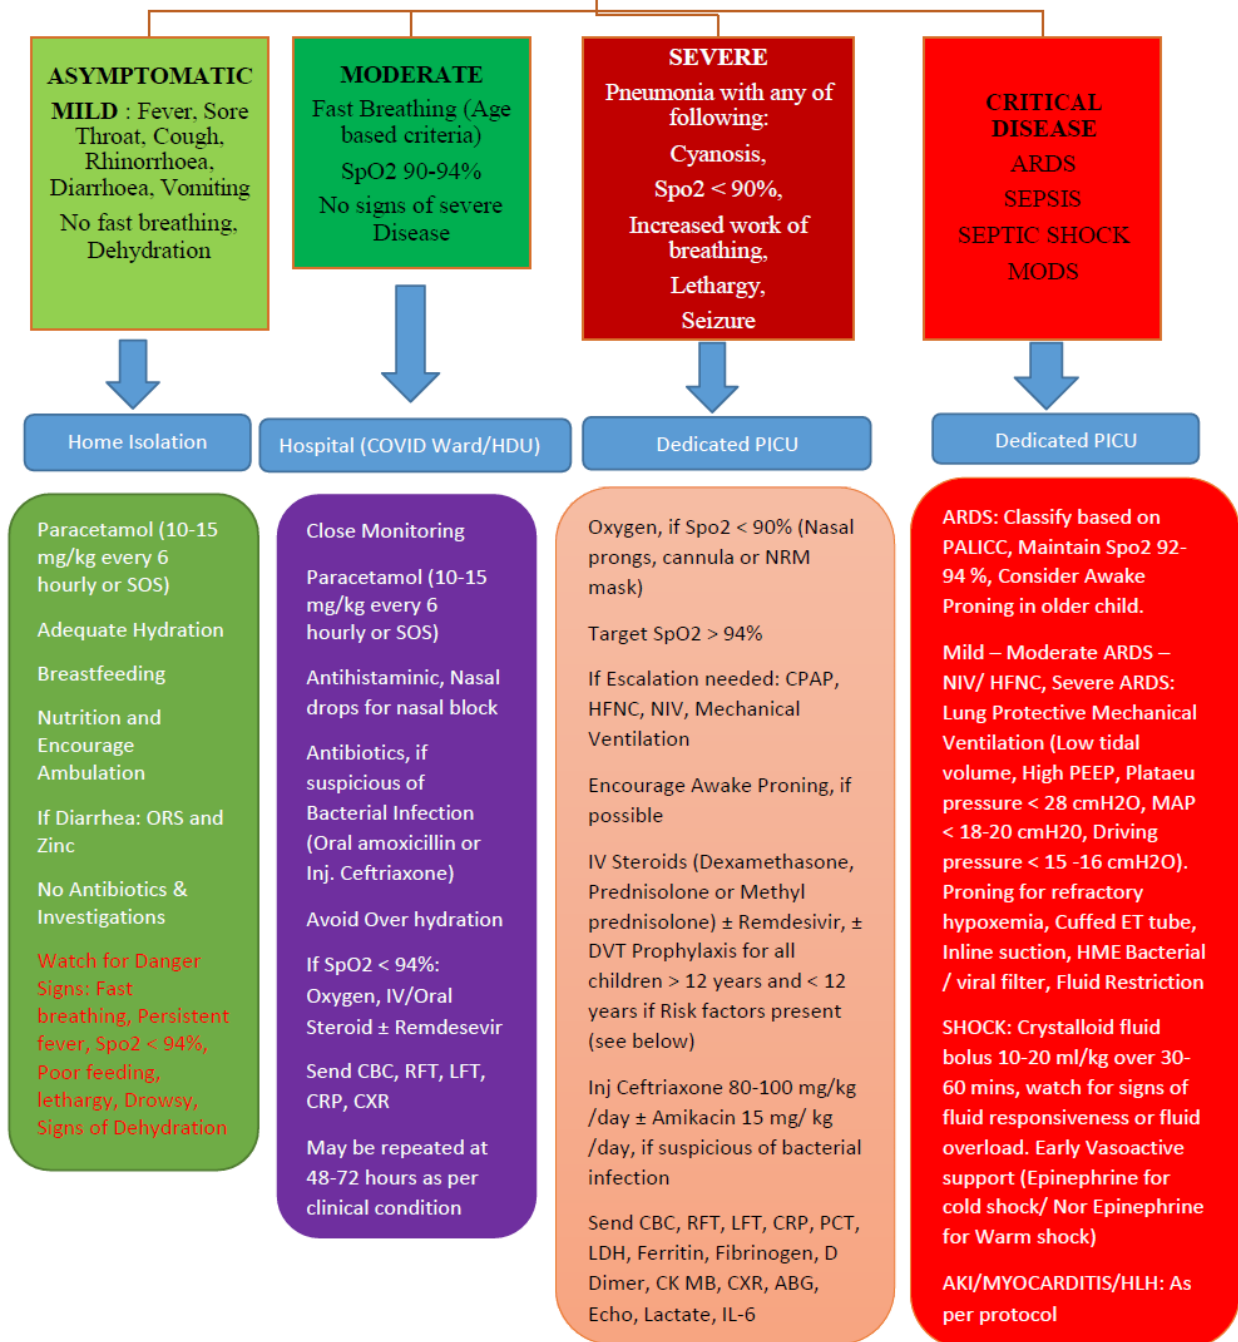 ASYMPTOMATIC
MILD : Fever, Sore
Throat, Cough,
Rhinorrhoea,
Diarrhoea, Vomiting
No fast breathing,
Dehydration
MODERATE
Fast Breathing (Age
based criteria)
SpO2 90-94%
No signs of severe
Disease
SEVERE
Pneumonia with any of
following:
Cyanosis,
Spo2 < 90%,
Increased work of
breathing,
Lethargy,
Seizure
CRITICAL
DISEASE
ARDS
SEPSIS
SEPTIC SHOCK
MODS
Home Isolation
Hospital (COVID Ward/HDU)
Dedicated PICU
Dedicated PICU
Paracetamol (10-15
mg/kg every 6
hourly or SOS)
Adequate Hydration
Breastfeeding
Nutrition and
Encourage
Ambulation
If Diarrhea: ORS and
Zinc
No Antibiotics &
Investigations
Watch for Danger
Signs: Fast
breathing, Persistent
fever, Spo2 < 94%,
Poor feeding,
lethargy, Drowsy,
Signs of Dehydration
Close Monitoring
Paracetamol (10-15
mg/kg every 6
hourly or SOS)
Antihistaminic, Nasal
drops for nasal block
Antibiotics, if
suspicious of
Bacterial Infection
(Oral amoxicillin or
Inj. Ceftriaxone)
Avoid Over hydration
If SpO2 < 94%:
Oxygen, IV/Oral
Steroid ± Remdesevir
Send CBC, RFT, LFT,
CRP, CXR
May be repeated at
48-72 hours as per
clinical condition
Oxygen, if Spo2 < 90% (Nasal
prongs, cannula or NRM
mask)
Target SpO2 > 94%
If Escalation needed: CPAP,
HFNC, NIV, Mechanical
Ventilation
Encourage Awake Proning, if
possible
IV Steroids (Dexamethasone,
Prednisolone or Methyl
prednisolone) ± Remdesivir, ±
DVT Prophylaxis for all
children > 12 years and < 12
years if Risk factors present
(see below)
Inj Ceftriaxone 80-100 mg/kg
/day ± Amikacin 15 mg/ kg
/day, if suspicious of bacterial
infection
Send CBC, RFT, LFT, CRP, PCT,
LDH, Ferritin, Fibrinogen, D
Dimer, CK MB, CXR, ABG,
Echo, Lactate, IL-6
ARDS: Classify based on
PALICC, Maintain Spo2 92-
94 %, Consider Awake
Proning in older child.
Mild – Moderate ARDS –
NIV/ HFNC, Severe ARDS:
Lung Protective Mechanical
Ventilation (Low tidal
volume, High PEEP, Plataeu
pressure < 28 cmH2O, MAP
< 18-20 cmH20, Driving
pressure < 15 -16 cmH2O).
Proning for refractory
hypoxemia, Cuffed ET tube,
Inline suction, HME Bacterial
/ viral filter, Fluid Restriction
SHOCK: Crystalloid fluid
bolus 10-20 ml/kg over 30-
60 mins, watch for signs of
fluid responsiveness or fluid
overload. Early Vasoactive
support (Epinephrine for
cold shock/ Nor Epinephrine
for Warm shock)
AKI/MYOCARDITIS/HLH: As
per protocol